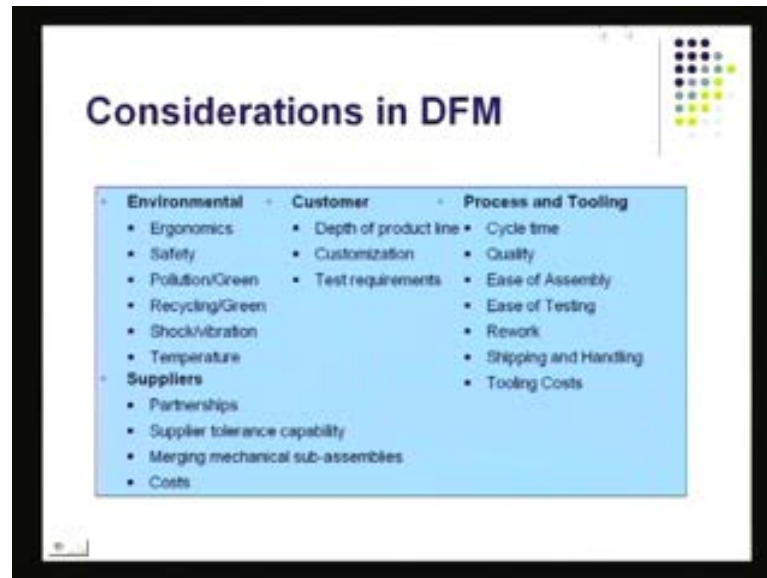 Considerations in DFM
Environmental
Ergonomics
Safety
Pollution/Green
Recycling/Green
Shock/vibration
Temperature
Suppliers
Partnerships
Supplier tolerance capability
Merging mechanical sub-assemblies
Costs
Customer
Depth of product line
Customization
Test requirements
Process and Tooling
Cycle time
Quality
Ease of Assembly
Ease of Testing
Rework
Shipping and Handling
Tooling Costs